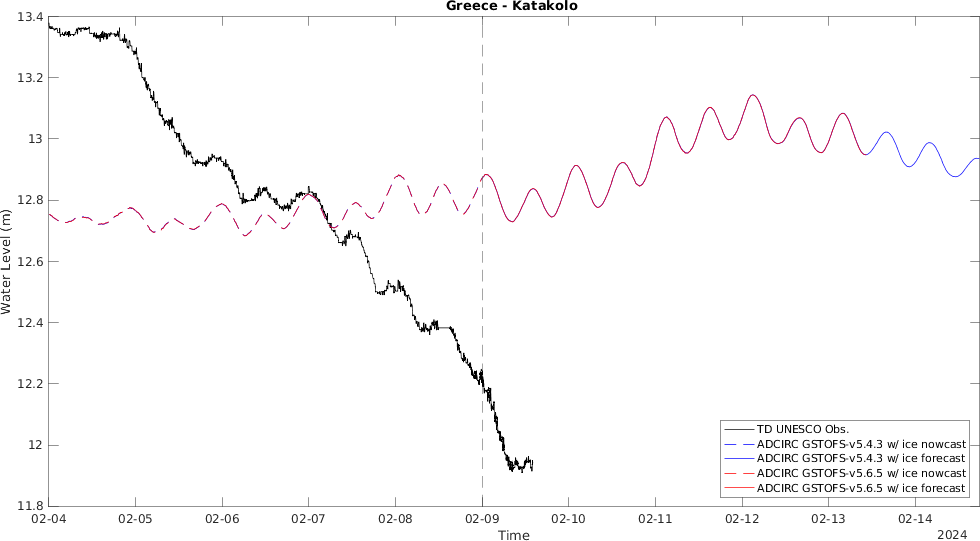 Greece - Katakolo
13.4
13.2
13
12.8
12.6
12.4
12.2
12
11.8
Water Level (m)
02-04 02-05 02-06 02-07 02-08 02-09 02-10 02-11 02-12 02-13 02-14
Time
2024
TD UNESCO Obs.
ADCIRC GSTOFS-v5.4.3 w/ ice nowcast
ADCIRC GSTOFS-v5.4.3 w/ ice forecast
ADCIRC GSTOFS-v5.6.5 w/ ice nowcast
ADCIRC GSTOFS-v5.6.5 w/ ice forecast